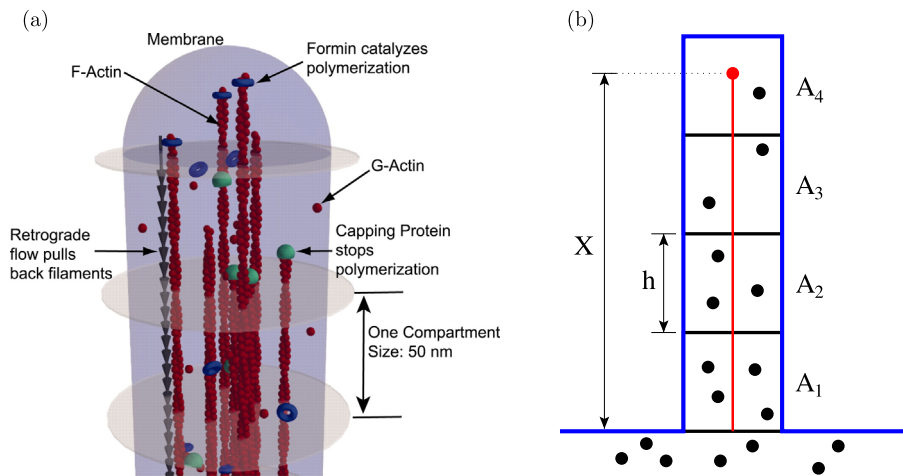 (a)
Membrane
F-Actin
Formin catalyzes
polymerization
G-Actin
Retrograde
flow pulls
back filaments
Capping Protein
stops
polymerization
One Compartment
Size: 50 nm
(b)
A4
A3
X
h
A2
A1